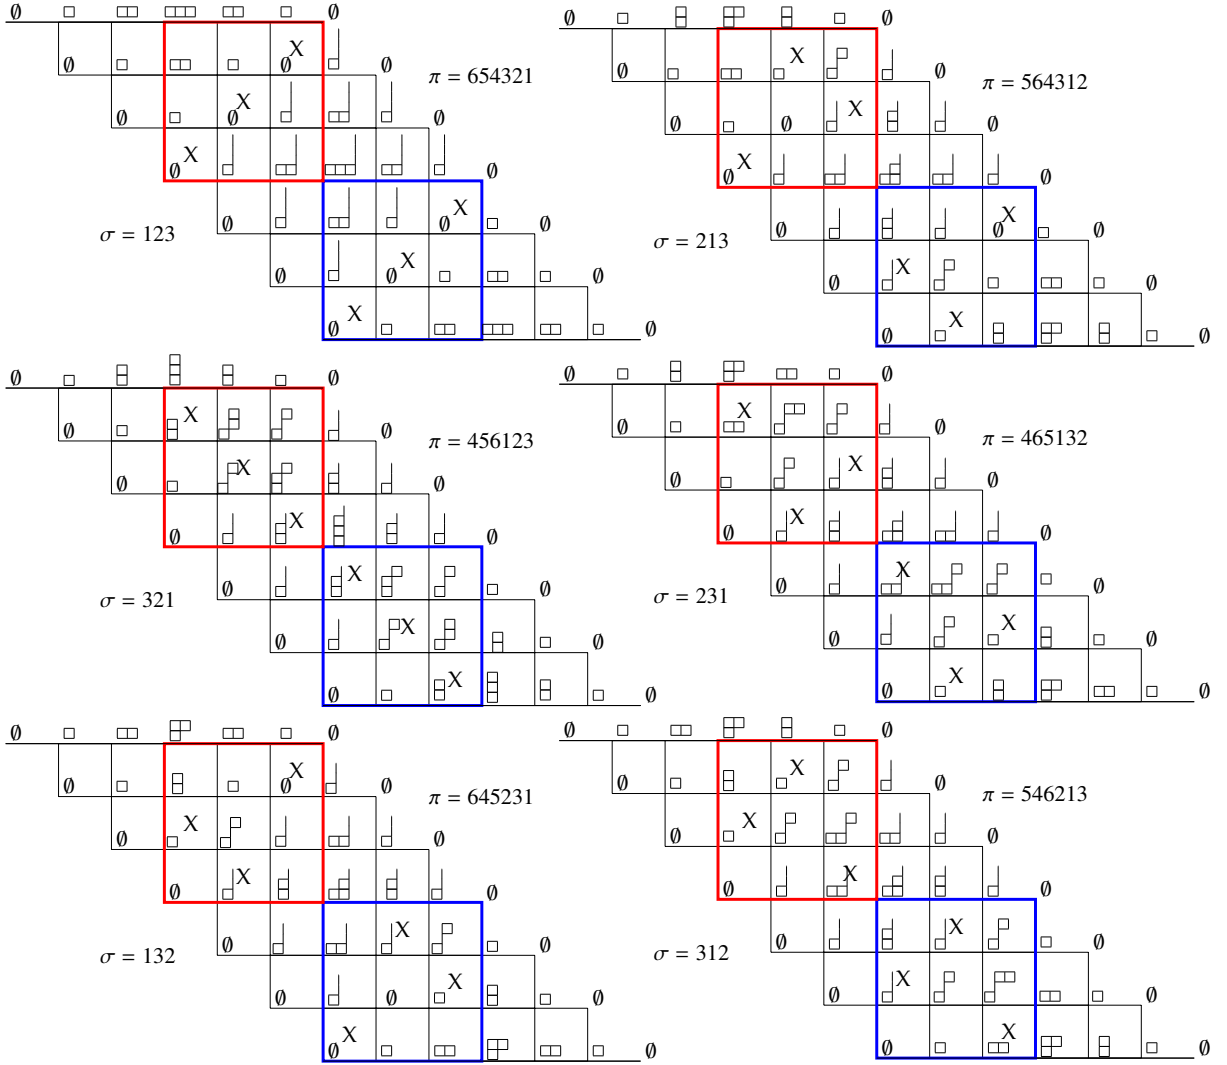 ∅ ∅
∅ ∅ X ∅
π = 654321
∅ ∅ X ∅
∅ X ∅
∅ ∅ X ∅
σ = 123
∅ ∅ X ∅
∅ X ∅
∅ ∅
∅ X ∅
π = 564312
∅ ∅ X ∅
∅ X ∅
∅ ∅ X ∅
σ = 213
∅ X ∅
∅ X ∅
∅ ∅
∅ X ∅
π = 456123
∅ X ∅
∅ X ∅
∅ X ∅
σ = 321
∅ X ∅
∅ X ∅
∅ ∅
∅ X ∅
π = 465132
∅ X ∅
∅ X ∅
∅ X ∅
σ = 231
∅ X ∅
∅ X ∅
∅ ∅
∅ ∅ X ∅
π = 645231
∅ X ∅
∅ X ∅
∅ X ∅
σ = 132
∅ ∅ X ∅
∅ X ∅
∅ ∅
∅ X ∅
π = 546213
∅ X ∅
∅ X ∅
∅ X ∅
σ = 312
∅ X ∅
∅ X ∅